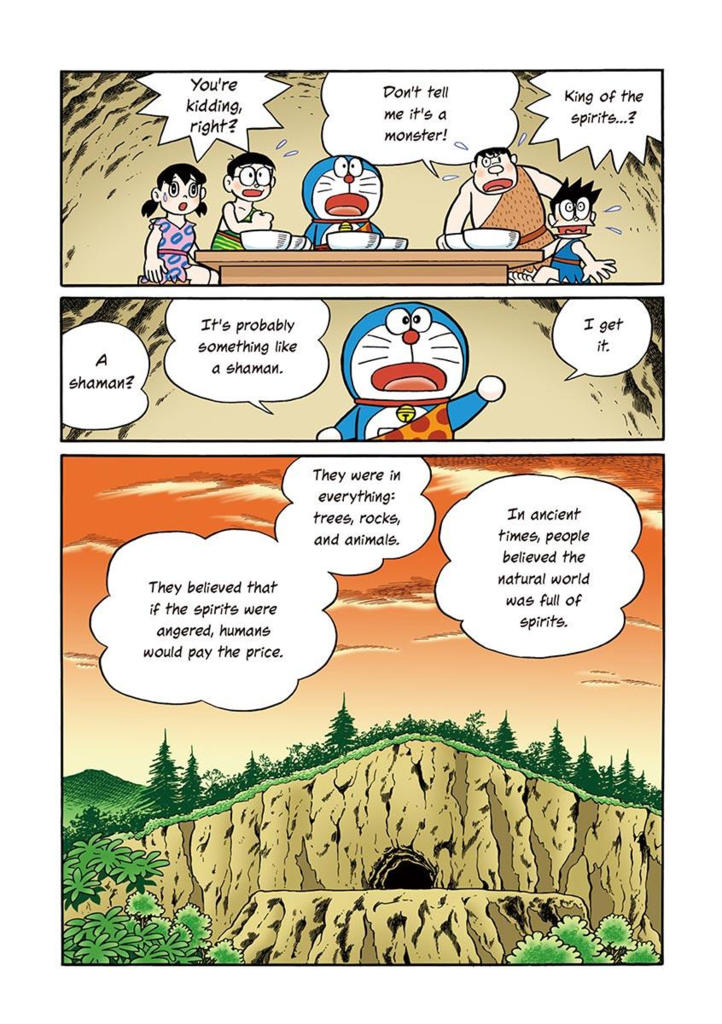 King of the
spirits...?
Don't tell
me it's a
monster!
You're
kidding,
right?
I get
it.
It's probably
something like
a shaman.
A
shaman?
In ancient
times, people
believed the
natural world
was full of
spirits.
They were in
everything:
trees, rocks,
and animals.
They believed that
if the spirits were
angered, humans
would pay the price.